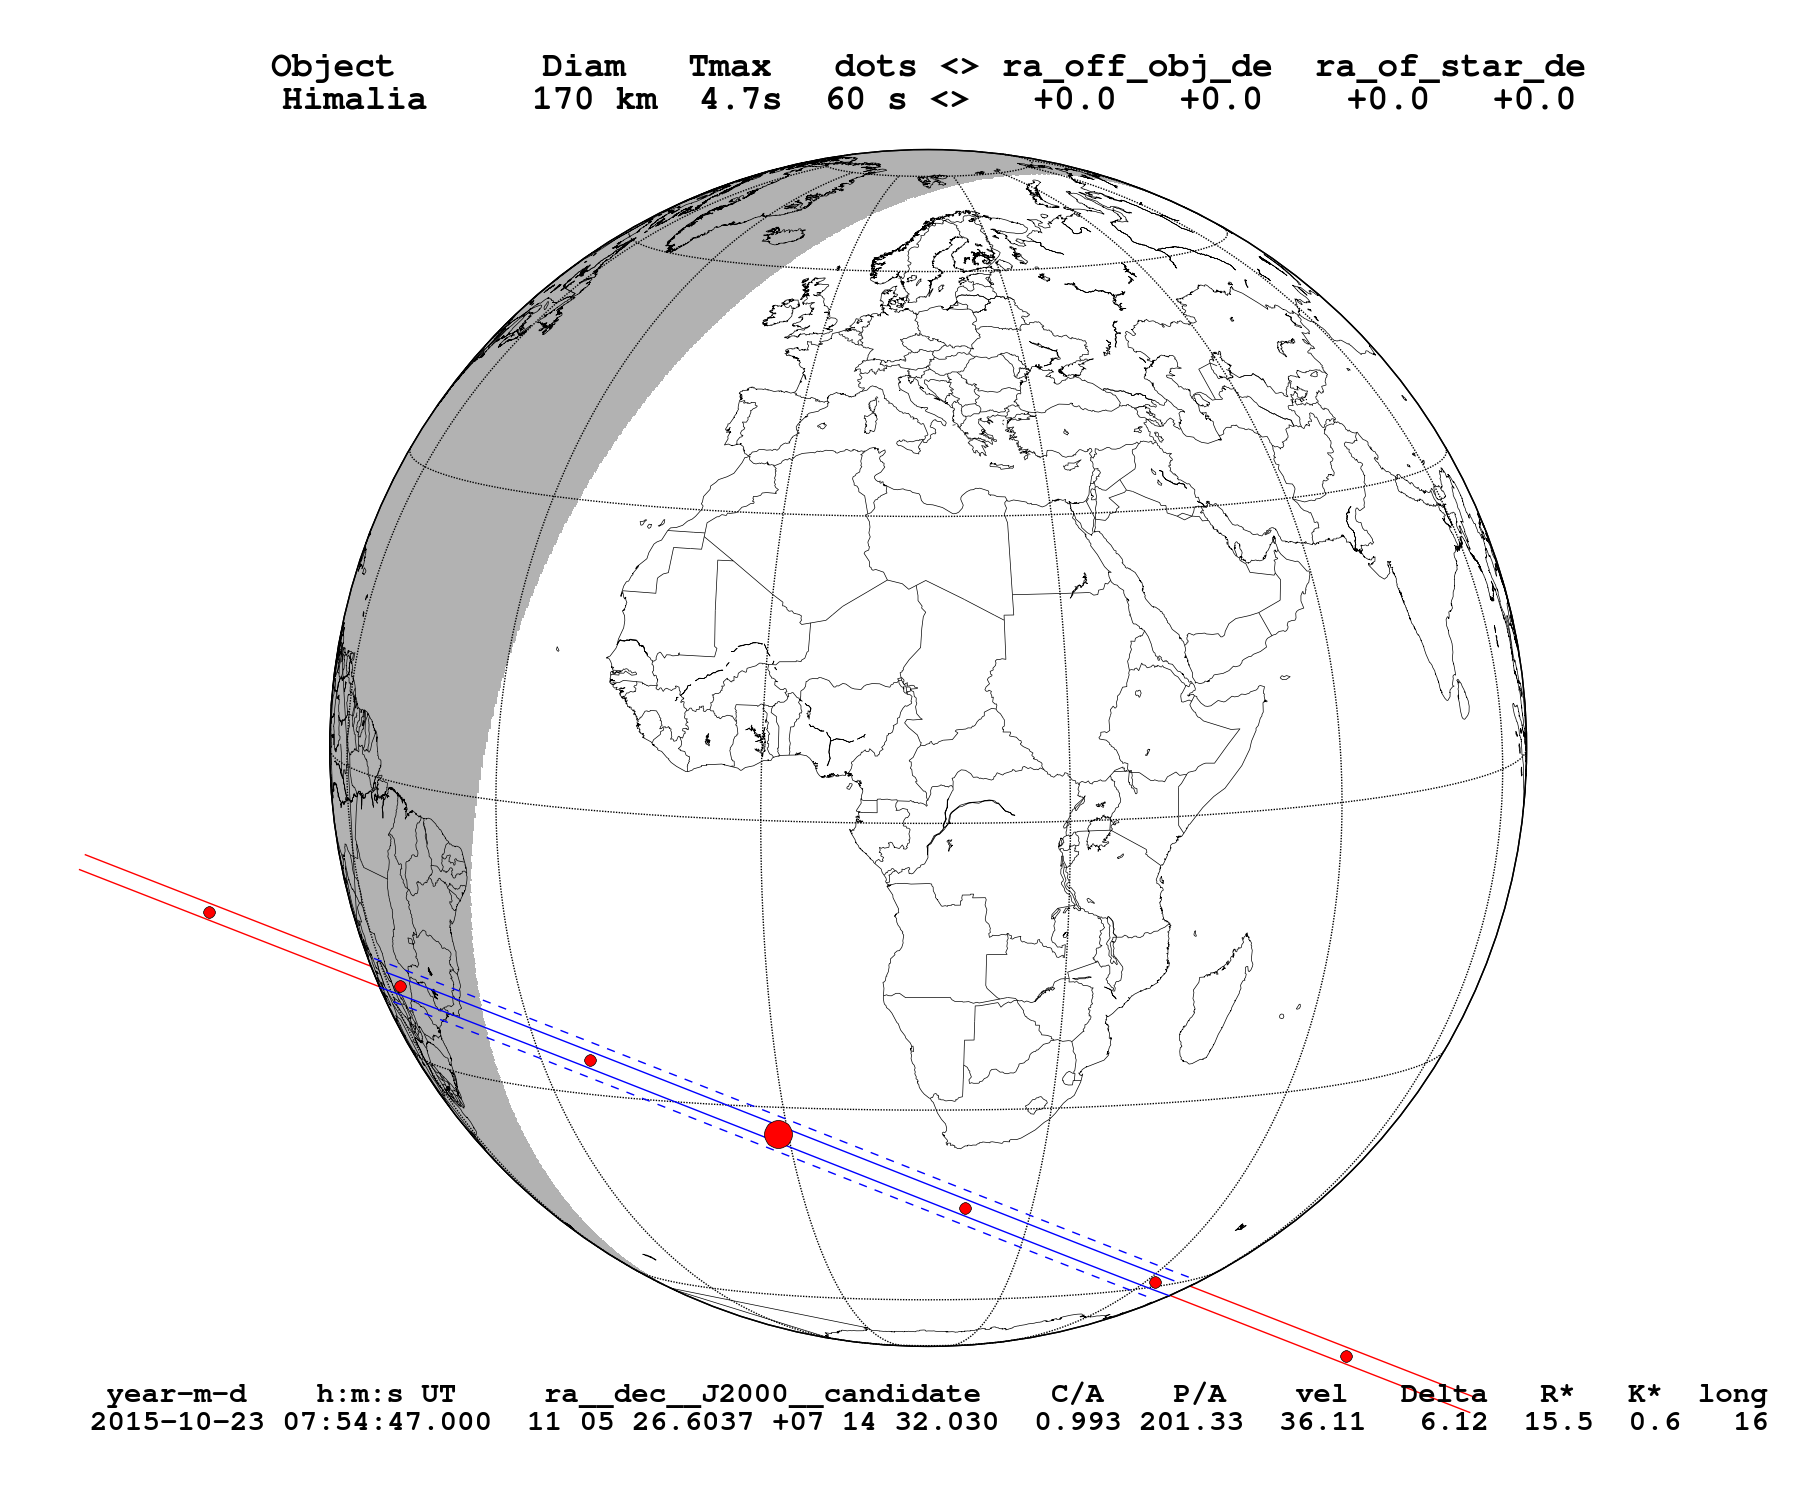 Object Diam Tmax dots <> ra_off_obj_de ra_of_star_de
Himalia 170 km 4.7s 60 s <> +0.0 +0.0 +0.0 +0.0
year-m-d h:m:s UT ra__dec__J2000__candidate C/A P/A vel Delta R* K* long
2015-10-23 07:54:47.000 11 05 26.6037 +07 14 32.030 0.993 201.33 36.11 6.12 15.5 0.6 16